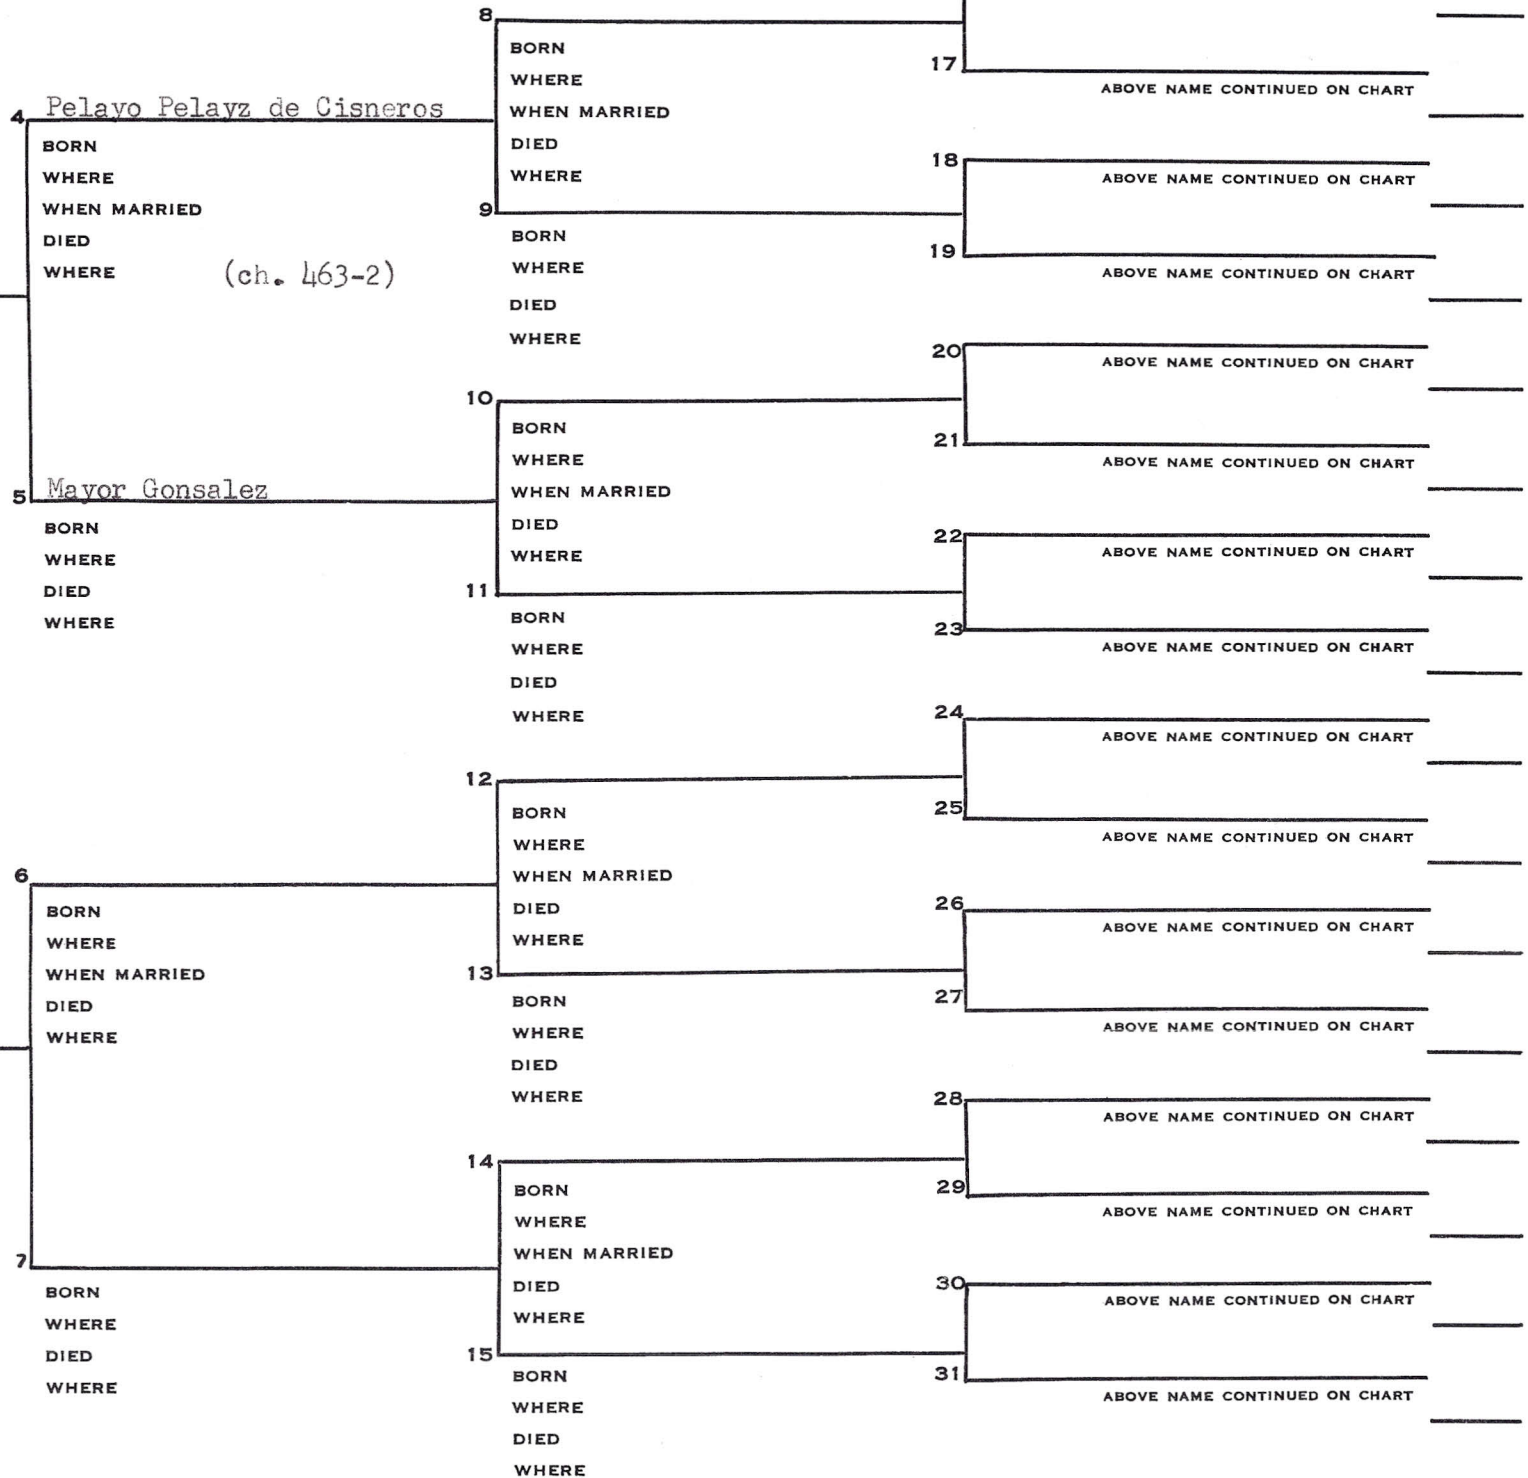 4 Pelayo Pelayz de Cisneros
BORN
WHERE
WHEN MARRIED
DIED
WHERE (ch. 463-2)
5 Mayor Gonsalez
BORN
WHERE
DIED
WHERE
6
BORN
WHERE
WHEN MARRIED
DIED
WHERE
7
BORN
WHERE
DIED
WHERE
8
BORN
WHERE
WHEN MARRIED
DIED
WHERE
9
BORN
WHERE
DIED
WHERE
10
BORN
WHERE
WHEN MARRIED
DIED
WHERE
11
BORN
WHERE
DIED
WHERE
12
BORN
WHERE
WHEN MARRIED
DIED
WHERE
13
BORN
WHERE
DIED
WHERE
14
BORN
WHERE
WHEN MARRIED
DIED
WHERE
15
BORN
WHERE
DIED
WHERE
17
ABOVE NAME CONTINUED ON CHART
18
ABOVE NAME CONTINUED ON CHART
19
ABOVE NAME CONTINUED ON CHART
20
ABOVE NAME CONTINUED ON CHART
21
ABOVE NAME CONTINUED ON CHART
22
ABOVE NAME CONTINUED ON CHART
23
ABOVE NAME CONTINUED ON CHART
24
ABOVE NAME CONTINUED ON CHART
25
ABOVE NAME CONTINUED ON CHART
26
ABOVE NAME CONTINUED ON CHART
27
ABOVE NAME CONTINUED ON CHART
28
ABOVE NAME CONTINUED ON CHART
29
ABOVE NAME CONTINUED ON CHART
30
ABOVE NAME CONTINUED ON CHART
31
ABOVE NAME CONTINUED ON CHART